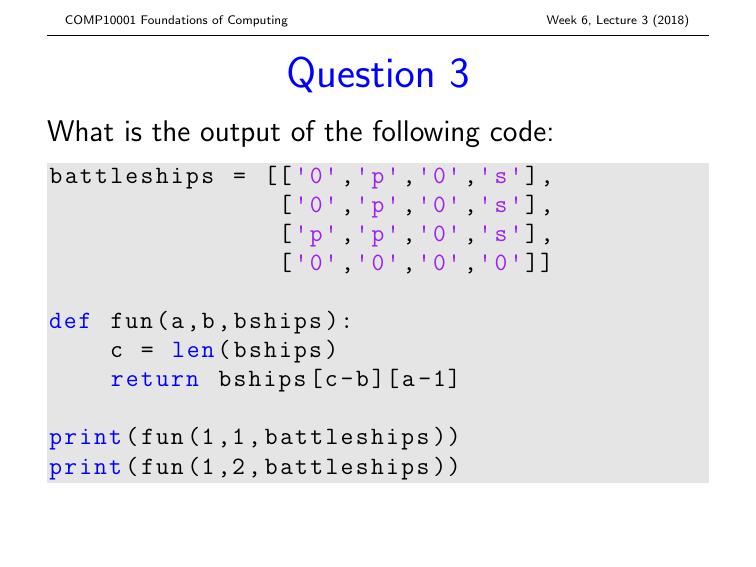 COMP10001 Foundations of Computing Week 6, Lecture 3 (2018)
Question 3
What is the output of the following code:
battleships = [['0','p','0','s'],
               ['0','p','0','s'],
               ['p','p','0','s'],
               ['0','0','0','0']]
def fun(a,b,bships):
    c = len(bships)
    return bships[c-b][a-1]
print(fun(1,1,battleships))
print(fun(1,2,battleships))